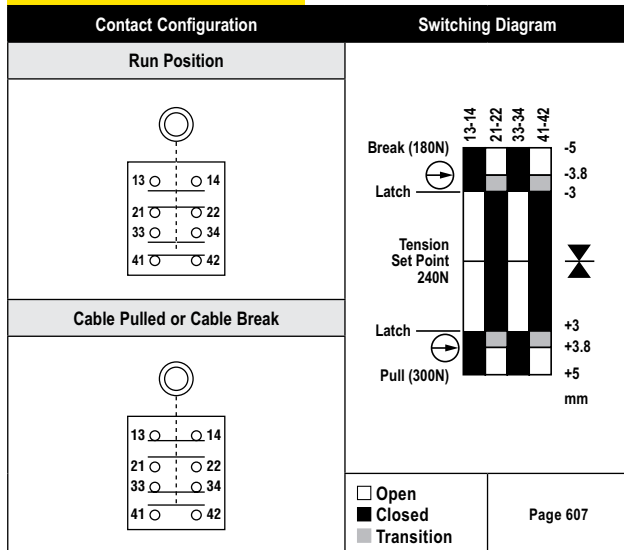 Contact Configuration
Switching Diagram
Run Position
13 14
21 22
33 34
41 42
Cable Pulled or Cable Break
13 14
21 22
33 34
41 42
13-14
21-22
33-34
41-42
Break (180N)
Latch
Tension
Set Point
240N
Latch
Pull (300N)
-5
-3.8
-3
+3
+3.8
+5
mm
Open
Closed
Transition
Page 607